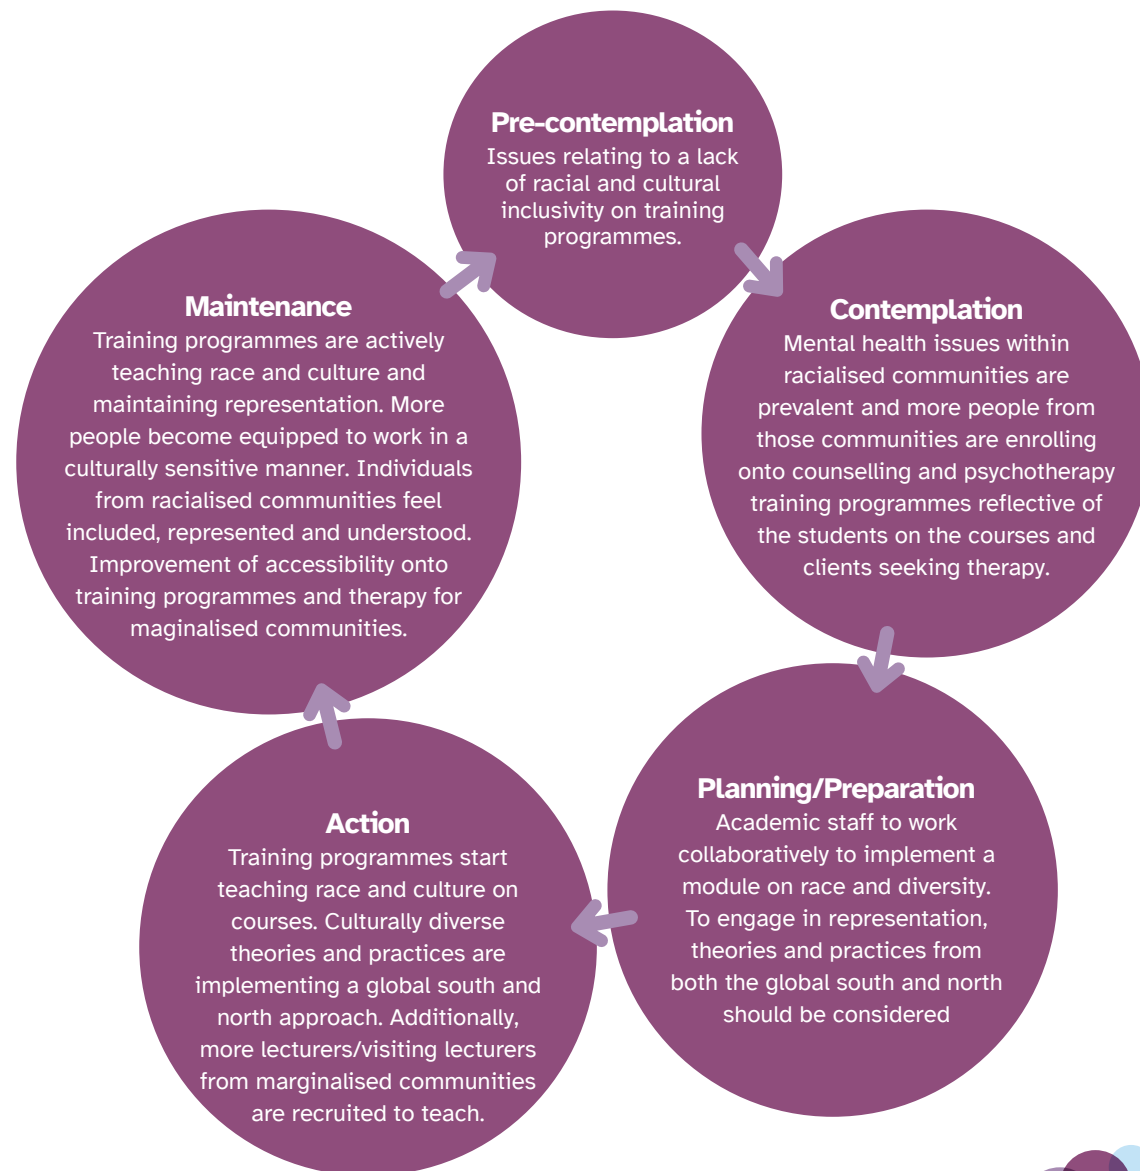 Pre-contemplation
Issues relating to a lack
of racial and cultural
inclusivity on training
programmes.
Contemplation
Mental health issues within
racialised communities are
prevalent and more people from
those communities are enrolling
onto counselling and psychotherapy
training programmes reflective of
the students on the courses and
clients seeking therapy.
Planning/Preparation
Academic staff to work
collaboratively to implement a
module on race and diversity.
To engage in representation,
theories and practices from
both the global south and north
should be considered
Action
Training programmes start
teaching race and culture on
courses. Culturally diverse
theories and practices are
implementing a global south and
north approach. Additionally,
more lecturers/visiting lecturers
from marginalised communities
are recruited to teach.
Maintenance
Training programmes are actively
teaching race and culture and
maintaining representation. More
people become equipped to work in a
culturally sensitive manner. Individuals
from racialised communities feel
included, represented and understood.
Improvement of accessibility onto
training programmes and therapy for
maginalised communities.